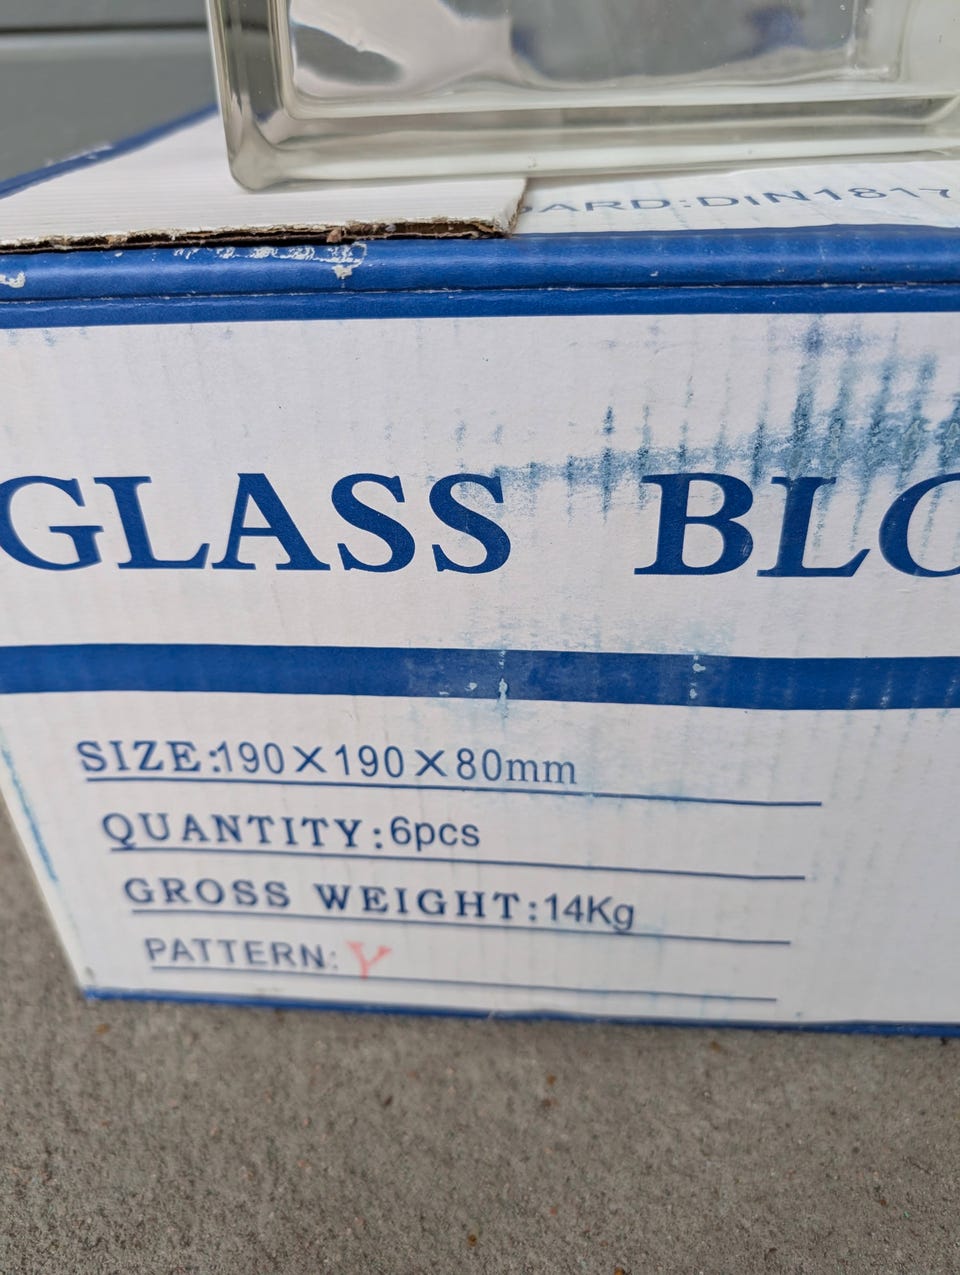 ARD:DIN1817
GLASS BLO
SIZE:190×190×80mm
QUANTITY:6pcs
GROSS WEIGHT:14Kg
PATTERN: Y